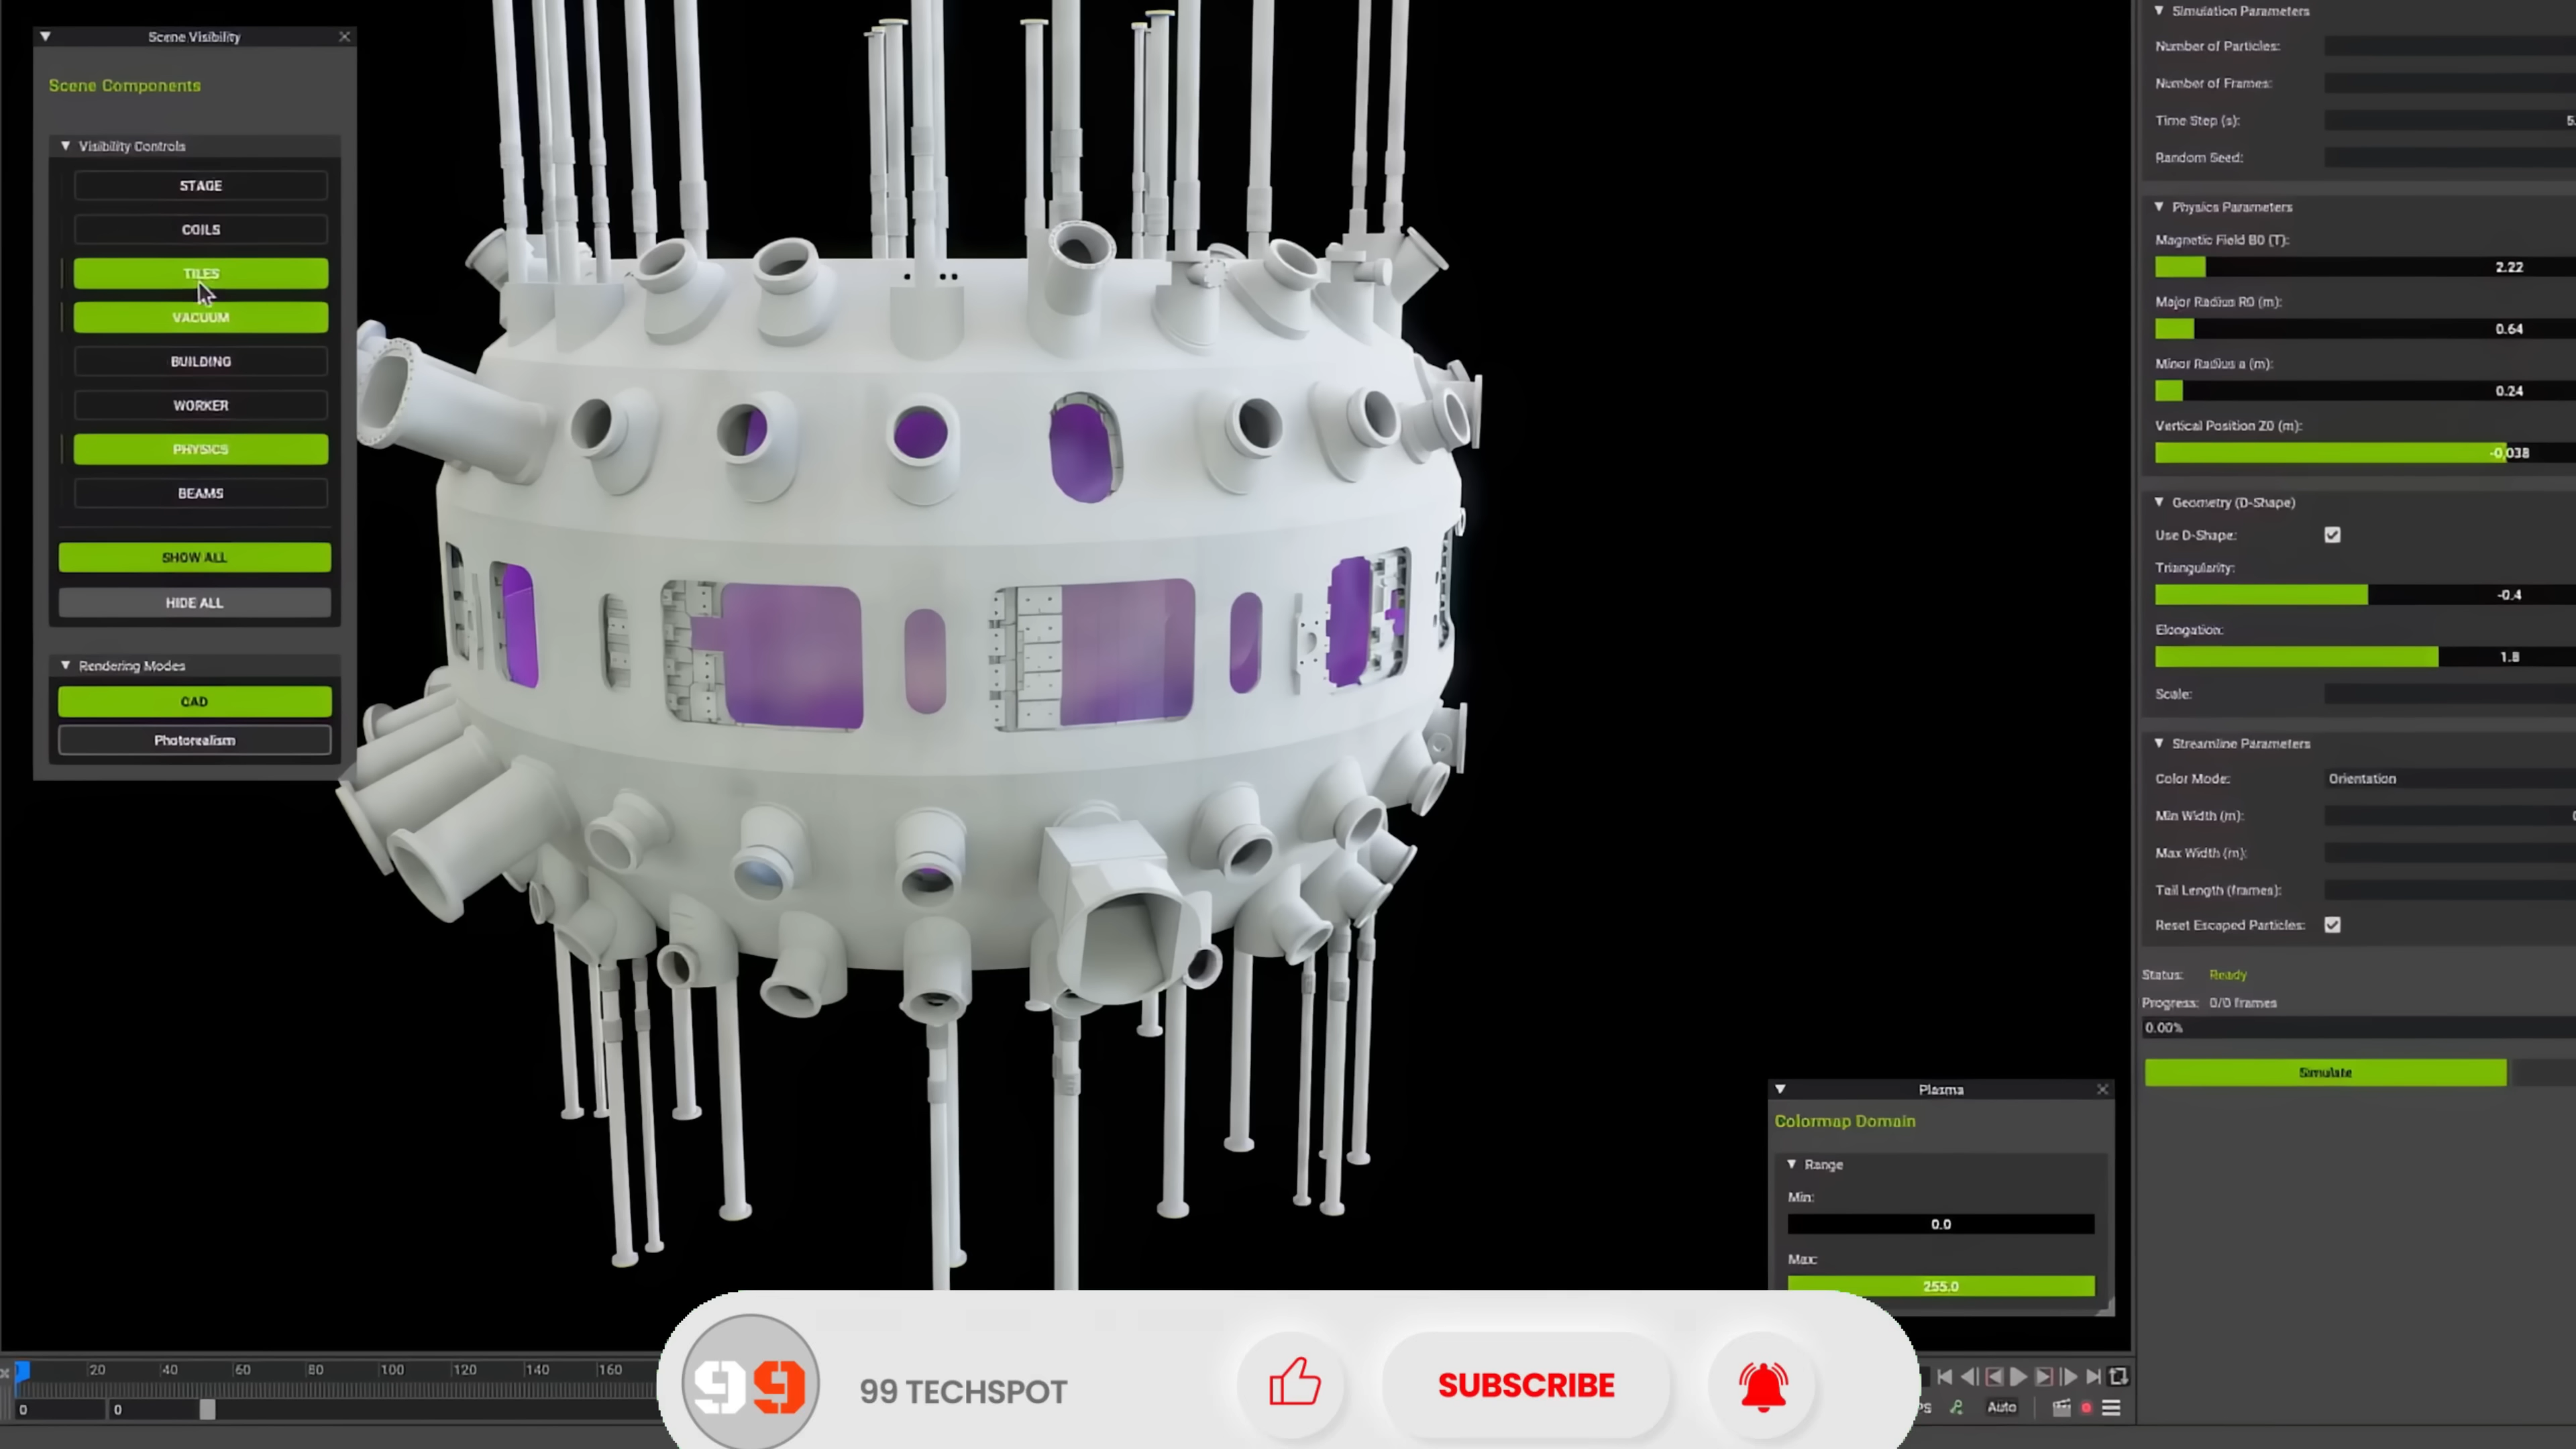 Scene Visibility
Scene Components
Visibility Controls
STAGE
COILS
TILES
VACUUM
BUILDING
WORKER
PHYSICS
BEAMS
SHOW ALL
HIDE ALL
Rendering Modes
CAD
Photorealism
Simulation Parameters
Number of Particles:
Number of Frames:
Time Step (s):
5.
Random Seed:
Physics Parameters
Magnetic Field B0 (T):
2.22
Major Radius R0 (m):
0.64
Minor Radius a (m):
0.24
Vertical Position Z0 (m):
-0.038
Geometry (D-Shape)
Use D-Shape:
Triangularity:
-0.4
Elongation:
1.8
Scale:
Streamline Parameters
Color Mode: Orientation
Min Width (m):
Max Width (m):
Tail Length (frames):
Reset Escaped Particles:
Status: Ready
Progress: 0/0 frames
0.00%
Simulate
Plasma
Colormap Domain
Range
Min:
0.0
Max:
255.0
20 40 60 80 100 120 140 160
0 0
Auto
99 99 TECHSPOT SUBSCRIBE